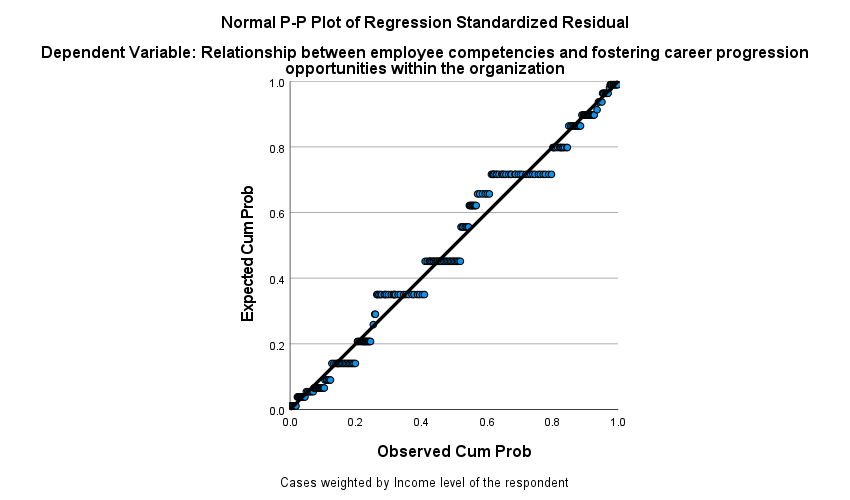 Normal P-P Plot of Regression Standardized Residual
Dependent Variable: Relationship between employee competencies and fostering career progression
opportunities within the organization
1.0
0.8
0.6
0.4
0.2
0.0
Expected Cum Prob
0.0 0.2 0.4 0.6 0.8 1.0
Observed Cum Prob
Cases weighted by Income level of the respondent